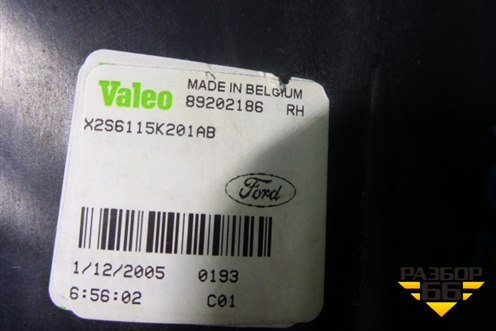 Valeo MADE IN BELGIUM
89202186 RH
X2S6115K201AB
Ford
1/12/2005 0193
6:56:02 C01
РАЗБОР
66